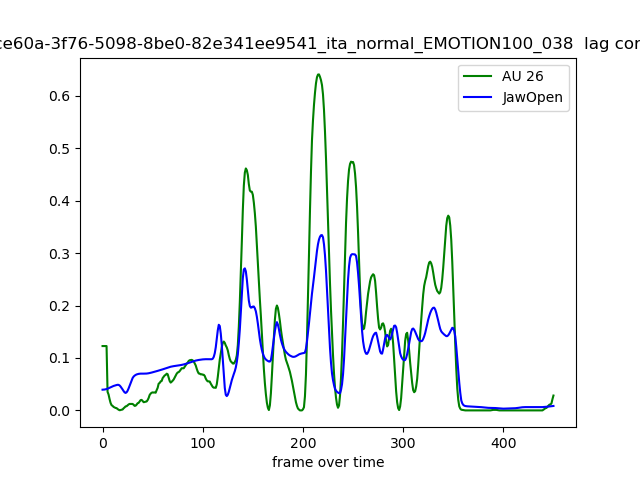 ce60a-3f76-5098-8be0-82e341ee9541_ita_normal_EMOTION100_038 lag cor
AU 26
JawOpen
0.6
0.5
0.4
0.3
0.2
0.1
0.0
0 100 200 300 400
frame over time